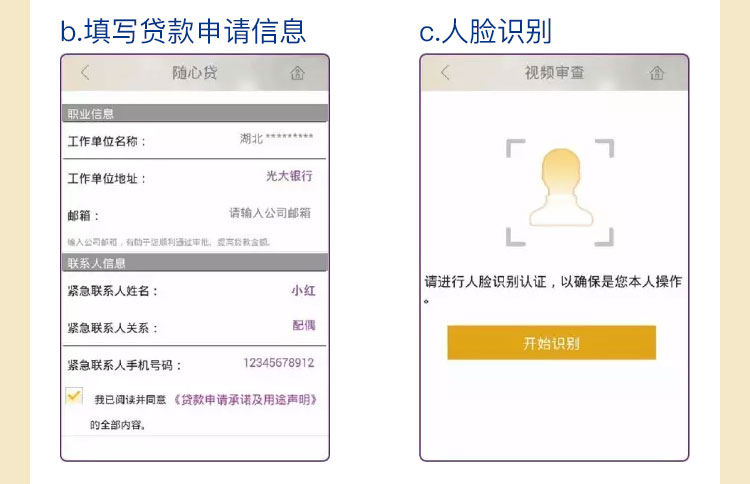 b.填写贷款申请信息
随心贷
职业信息
工作单位名称： 湖北*********
工作单位地址： 光大银行
邮箱： 请输入公司邮箱
输入公司邮箱，有助于您顺利通过审批、提高贷款金额。
联系人信息
紧急联系人姓名： 小红
紧急联系人关系： 配偶
紧急联系人手机号码： 12345678912
我已阅读并同意 《贷款申请承诺及用途声明》
的全部内容。
c.人脸识别
视频审查
请进行人脸识别认证，以确保是您本人操作
。
开始识别